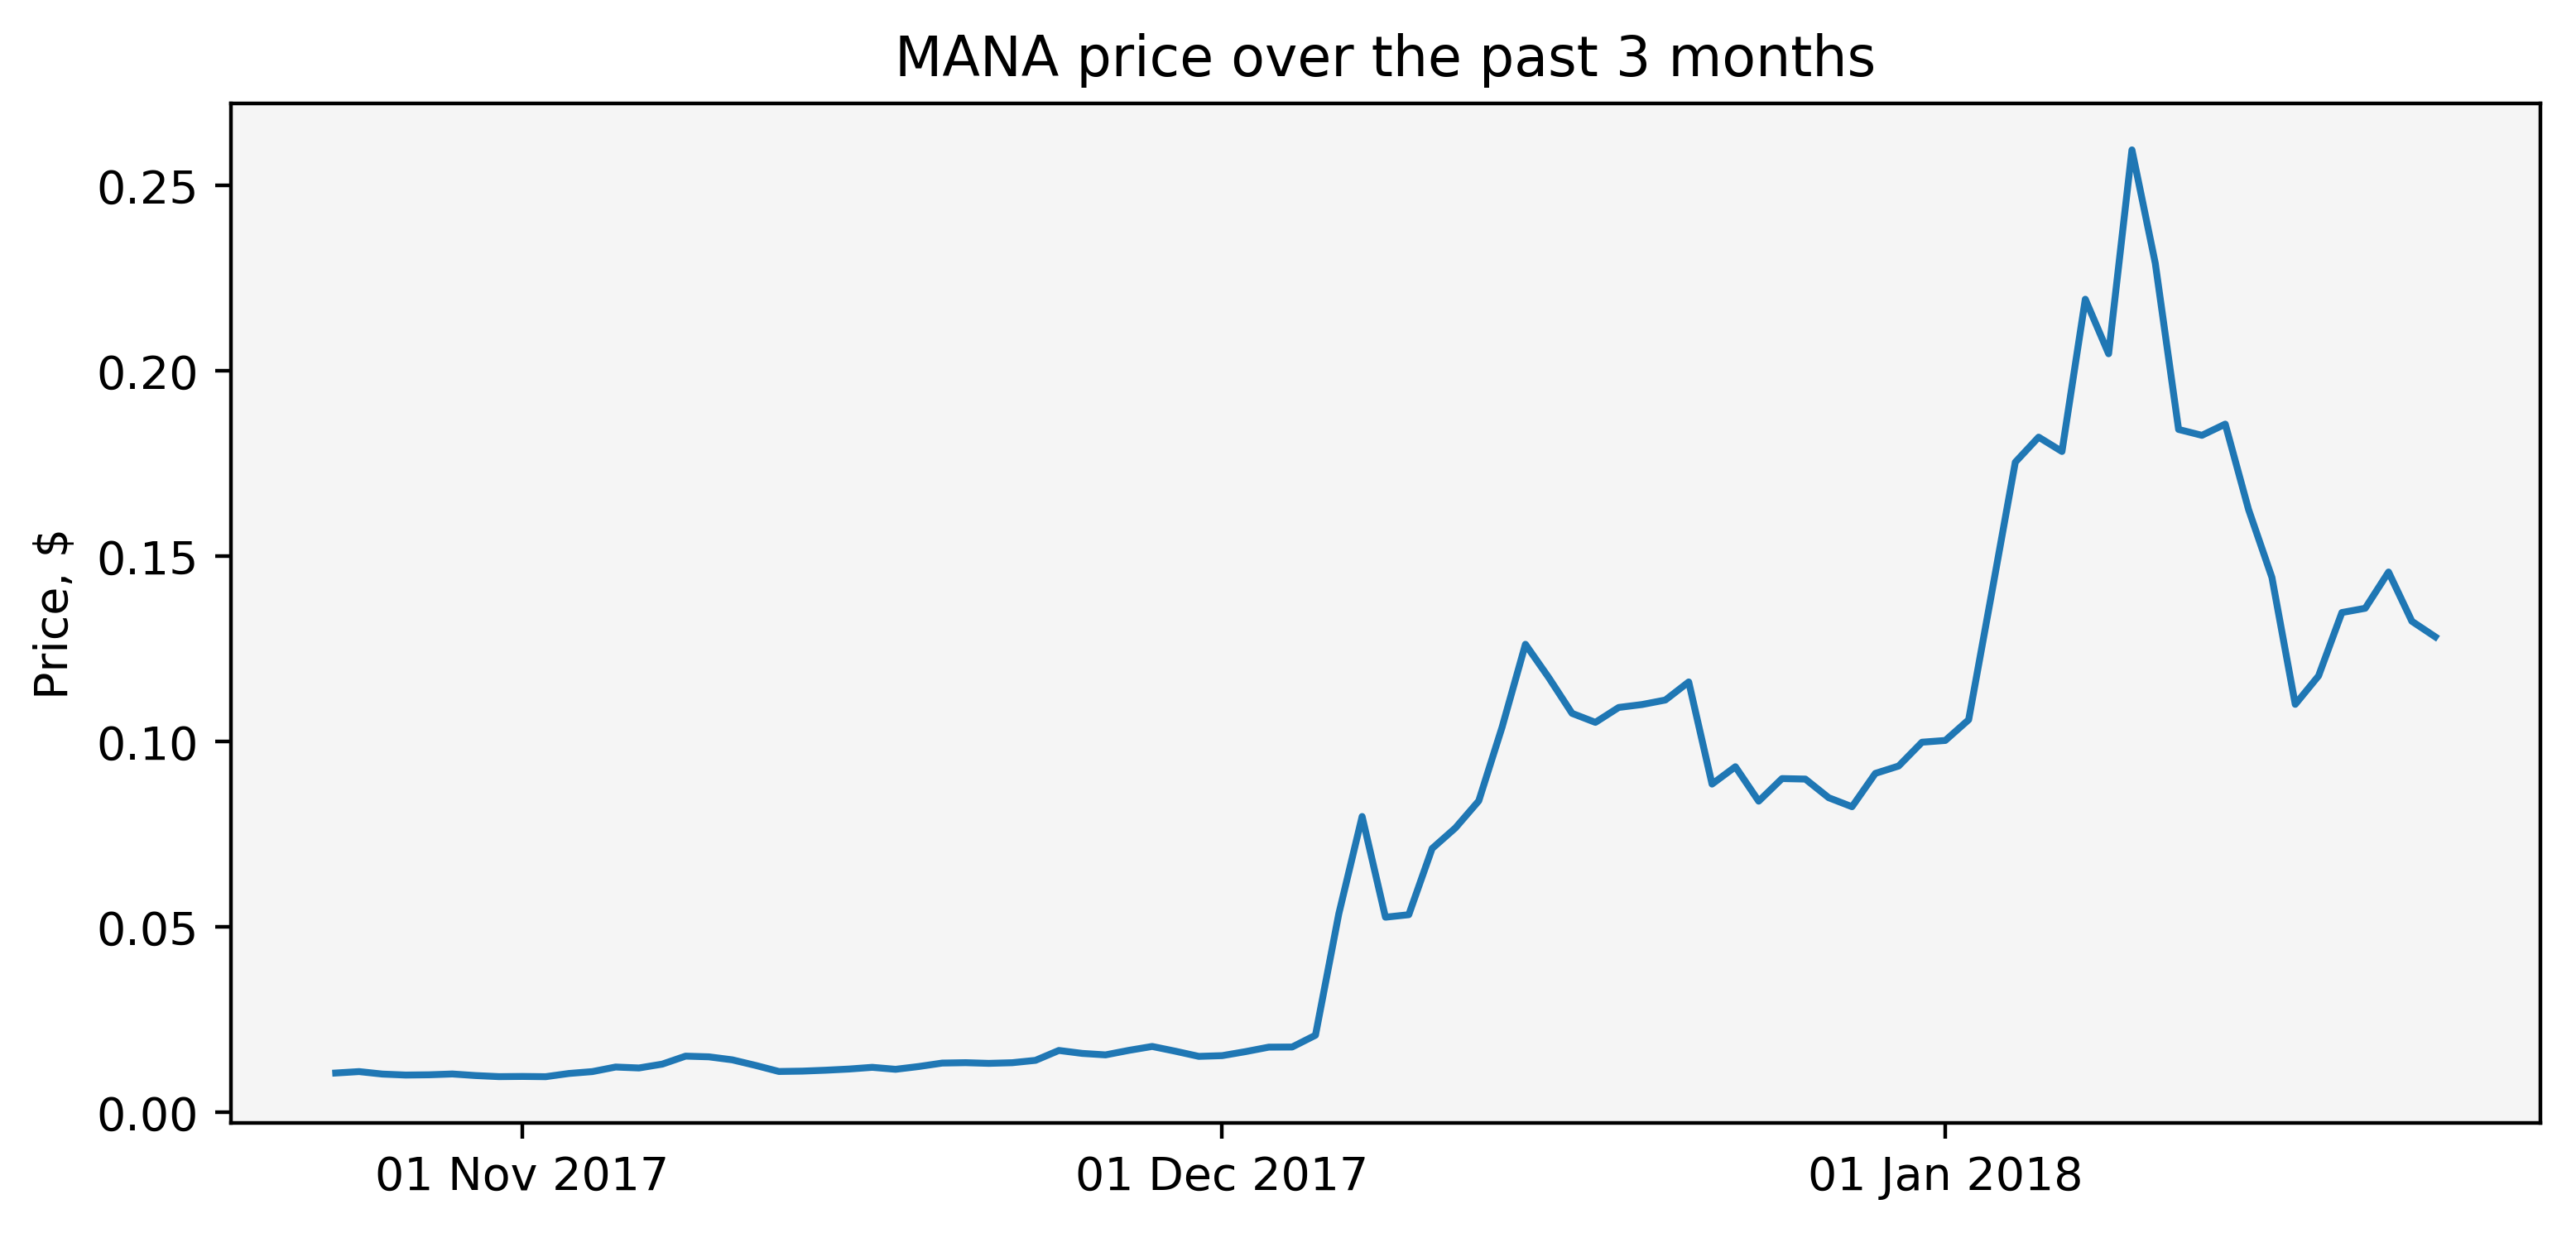 MANA price over the past 3 months
Price, $
0.25
0.20
0.15
0.10
0.05
0.00
01 Nov 2017
01 Dec 2017
01 Jan 2018